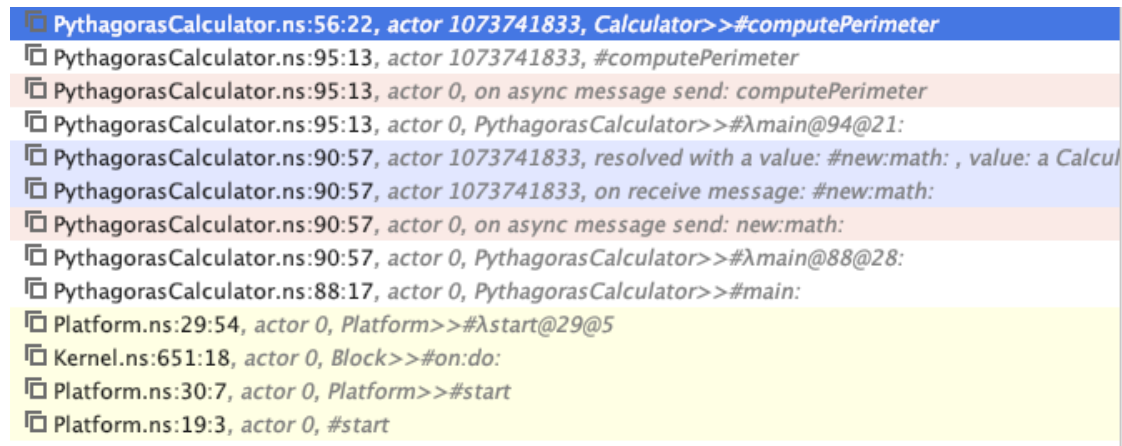 PythagorasCalculator.ns:56:22, actor 1073741833, Calculator>>#computePerimeter
PythagorasCalculator.ns:95:13, actor 1073741833, #computePerimeter
PythagorasCalculator.ns:95:13, actor 0, on async message send: computePerimeter
PythagorasCalculator.ns:95:13, actor 0, PythagorasCalculator>>#λmain@94@21:
PythagorasCalculator.ns:90:57, actor 1073741833, resolved with a value: #new:math: , value: a Calcul
PythagorasCalculator.ns:90:57, actor 1073741833, on receive message: #new:math:
PythagorasCalculator.ns:90:57, actor 0, on async message send: new:math:
PythagorasCalculator.ns:90:57, actor 0, PythagorasCalculator>>#λmain@88@28:
PythagorasCalculator.ns:88:17, actor 0, PythagorasCalculator>>#main:
Platform.ns:29:54, actor 0, Platform>>#λstart@29@5
Kernel.ns:651:18, actor 0, Block>>#on:do:
Platform.ns:30:7, actor 0, Platform>>#start
Platform.ns:19:3, actor 0, #start